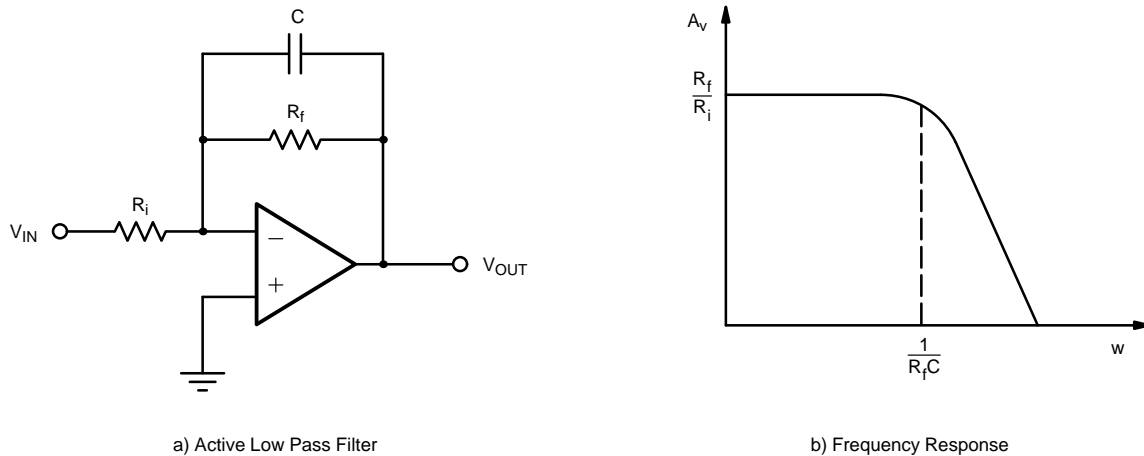 C
R_f
R_i
V_IN
−
+
V_OUT
a) Active Low Pass Filter
A_v
R_f
R_i
1
R_fC
w
b) Frequency Response